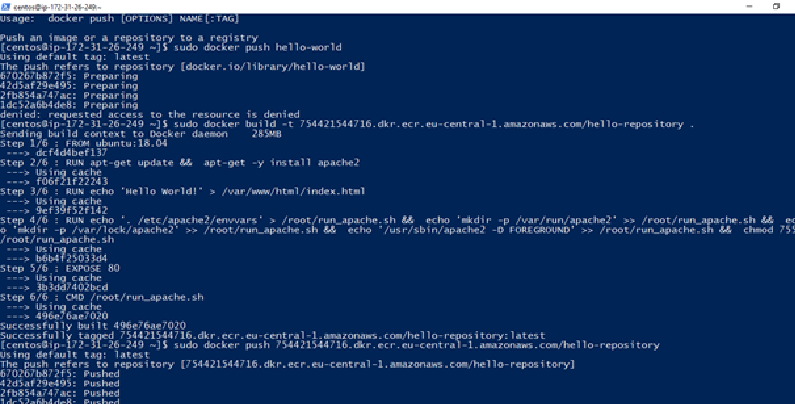 centos@ip-172-31-26-249:~
Usage:  docker push [OPTIONS] NAME[:TAG]
Push an image or a repository to a registry
[centos@ip-172-31-26-249 ~]$ sudo docker push hello-world
Using default tag: latest
The push refers to repository [docker.io/library/hello-world]
670267b872f5: Preparing
42d5af29e495: Preparing
2fb854a747ac: Preparing
1dc52a6b4de8: Preparing
denied: requested access to the resource is denied
[centos@ip-172-31-26-249 ~]$ sudo docker build -t 754421544716.dkr.ecr.eu-central-1.amazonaws.com/hello-repository .
Sending build context to Docker daemon    285MB
Step 1/6 : FROM ubuntu:18.04
 ---> dcf4d4bef137
Step 2/6 : RUN apt-get update &&  apt-get -y install apache2
 ---> Using cache
 ---> f06f21f22243
Step 3/6 : RUN echo 'Hello World!' > /var/www/html/index.html
 ---> Using cache
 ---> 9ef39f52f142
Step 4/6 : RUN echo '. /etc/apache2/envvars' > /root/run_apache.sh &&  echo 'mkdir -p /var/run/apache2' >> /root/run_apache.sh &&  ec
o 'mkdir -p /var/lock/apache2' >> /root/run_apache.sh &&  echo '/usr/sbin/apache2 -D FOREGROUND' >> /root/run_apache.sh &&  chmod 755
/root/run_apache.sh
 ---> Using cache
 ---> b6b4f25033d4
Step 5/6 : EXPOSE 80
 ---> Using cache
 ---> 3b3dd7402bcd
Step 6/6 : CMD /root/run_apache.sh
 ---> Using cache
 ---> 496e76ae7020
Successfully built 496e76ae7020
Successfully tagged 754421544716.dkr.ecr.eu-central-1.amazonaws.com/hello-repository:latest
[centos@ip-172-31-26-249 ~]$ sudo docker push 754421544716.dkr.ecr.eu-central-1.amazonaws.com/hello-repository
Using default tag: latest
The push refers to repository [754421544716.dkr.ecr.eu-central-1.amazonaws.com/hello-repository]
670267b872f5: Pushed
42d5af29e495: Pushed
2fb854a747ac: Pushed
1dc52a6b4de8: Pushed